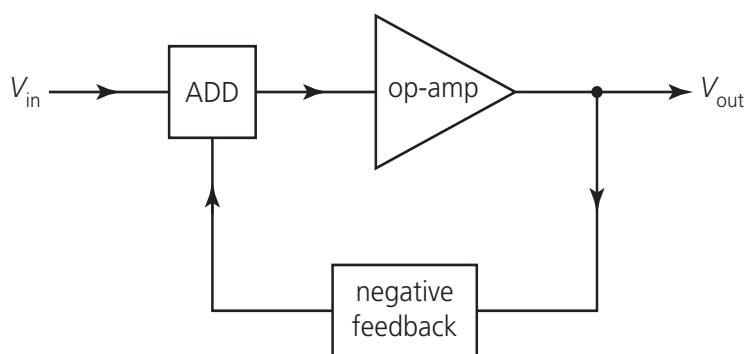 V_in
ADD
op-amp
V_out
negative
feedback